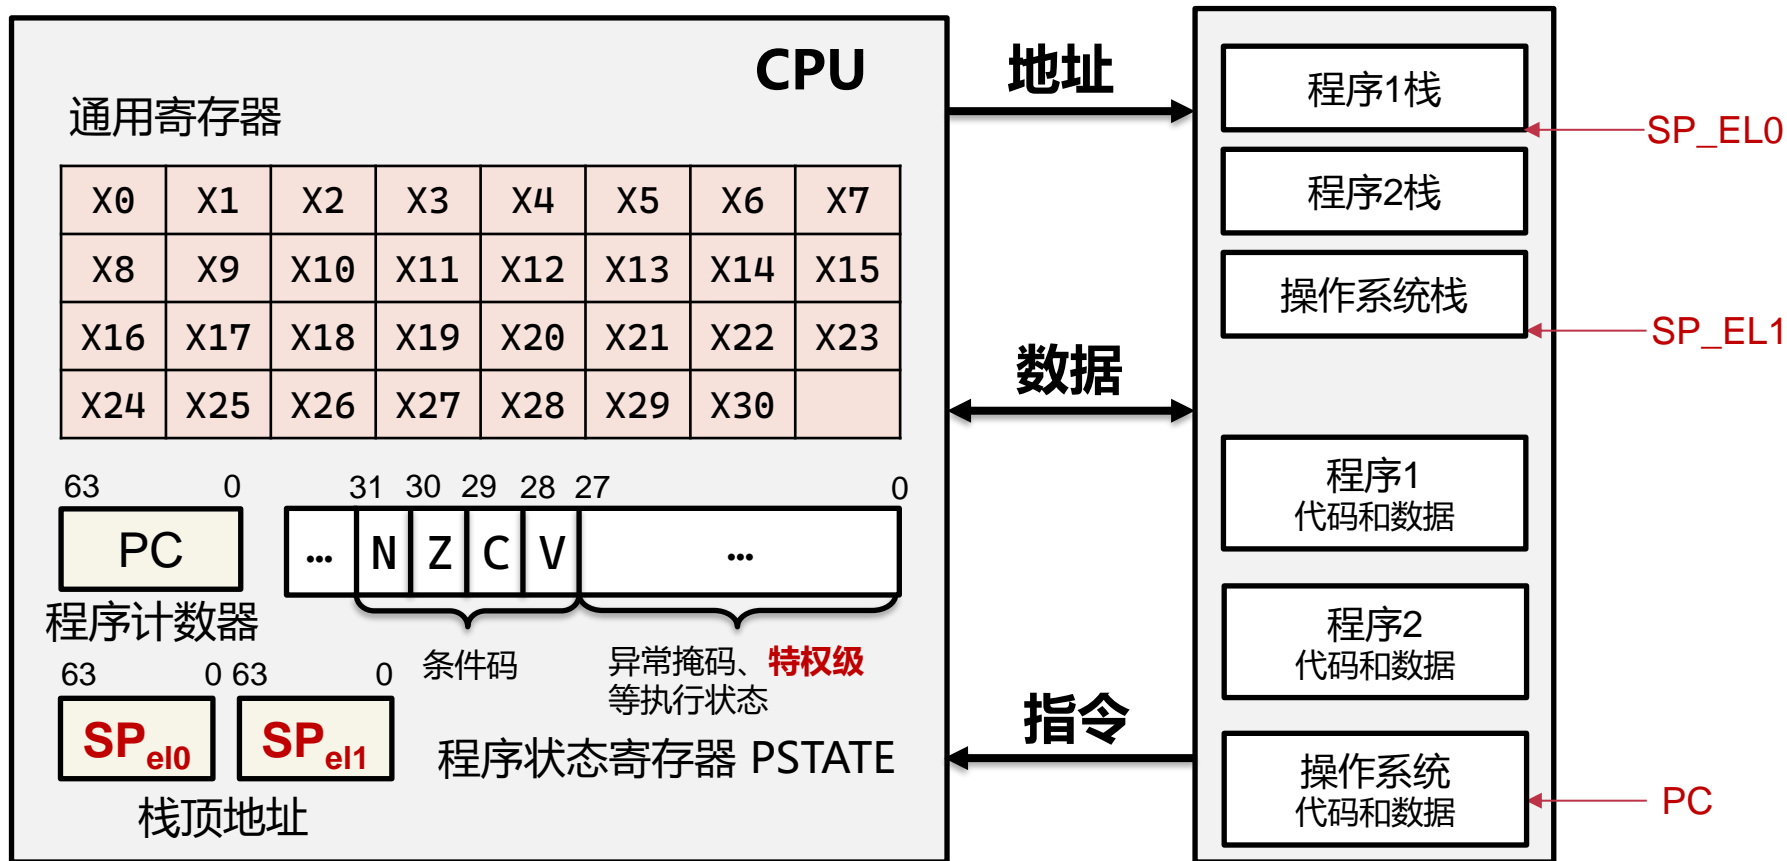 CPU
通用寄存器
X0 X1 X2 X3 X4 X5 X6 X7
X8 X9 X10 X11 X12 X13 X14 X15
X16 X17 X18 X19 X20 X21 X22 X23
X24 X25 X26 X27 X28 X29 X30
63 0
PC
程序计数器
31 30 29 28 27 0
... N Z C V ...
条件码
异常掩码、特权级
等执行状态
63 0 63 0
SPel0 SPel1
栈顶地址
程序状态寄存器 PSTATE
地址
数据
指令
程序1栈
SP_EL0
程序2栈
操作系统栈
SP_EL1
程序1
代码和数据
程序2
代码和数据
操作系统
代码和数据
PC